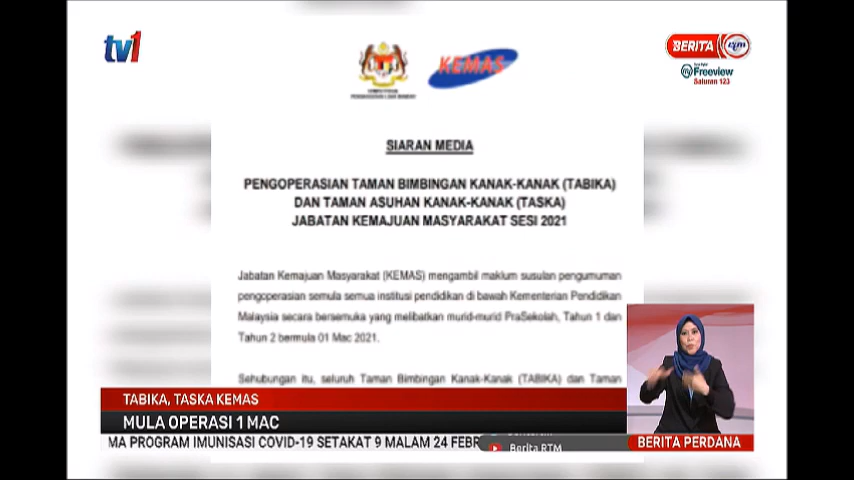 tv1
BERITA rtm
Freeview
Saluran 123
KEMAS
SIARAN MEDIA
PENGOPERASIAN TAMAN BIMBINGAN KANAK-KANAK (TABIKA)
DAN TAMAN ASUHAN KANAK-KANAK (TASKA)
JABATAN KEMAJUAN MASYARAKAT SESI 2021
Jabatan Kemajuan Masyarakat (KEMAS) mengambil maklum susulan pengumuman
pengoperasian semula semua institusi pendidikan di bawah Kementerian Pendidikan
Malaysia secara bersemuka yang melibatkan murid-murid PraSekolah, Tahun 1 dan
Tahun 2 bermula 01 Mac 2021.
Sehubungan itu, seluruh Taman Bimbingan Kanak-Kanak (TABIKA) dan Taman
TABIKA, TASKA KEMAS
MULA OPERASI 1 MAC
MA PROGRAM IMUNISASI COVID-19 SETAKAT 9 MALAM 24 FEBR
Berita RTM
BERITA PERDANA